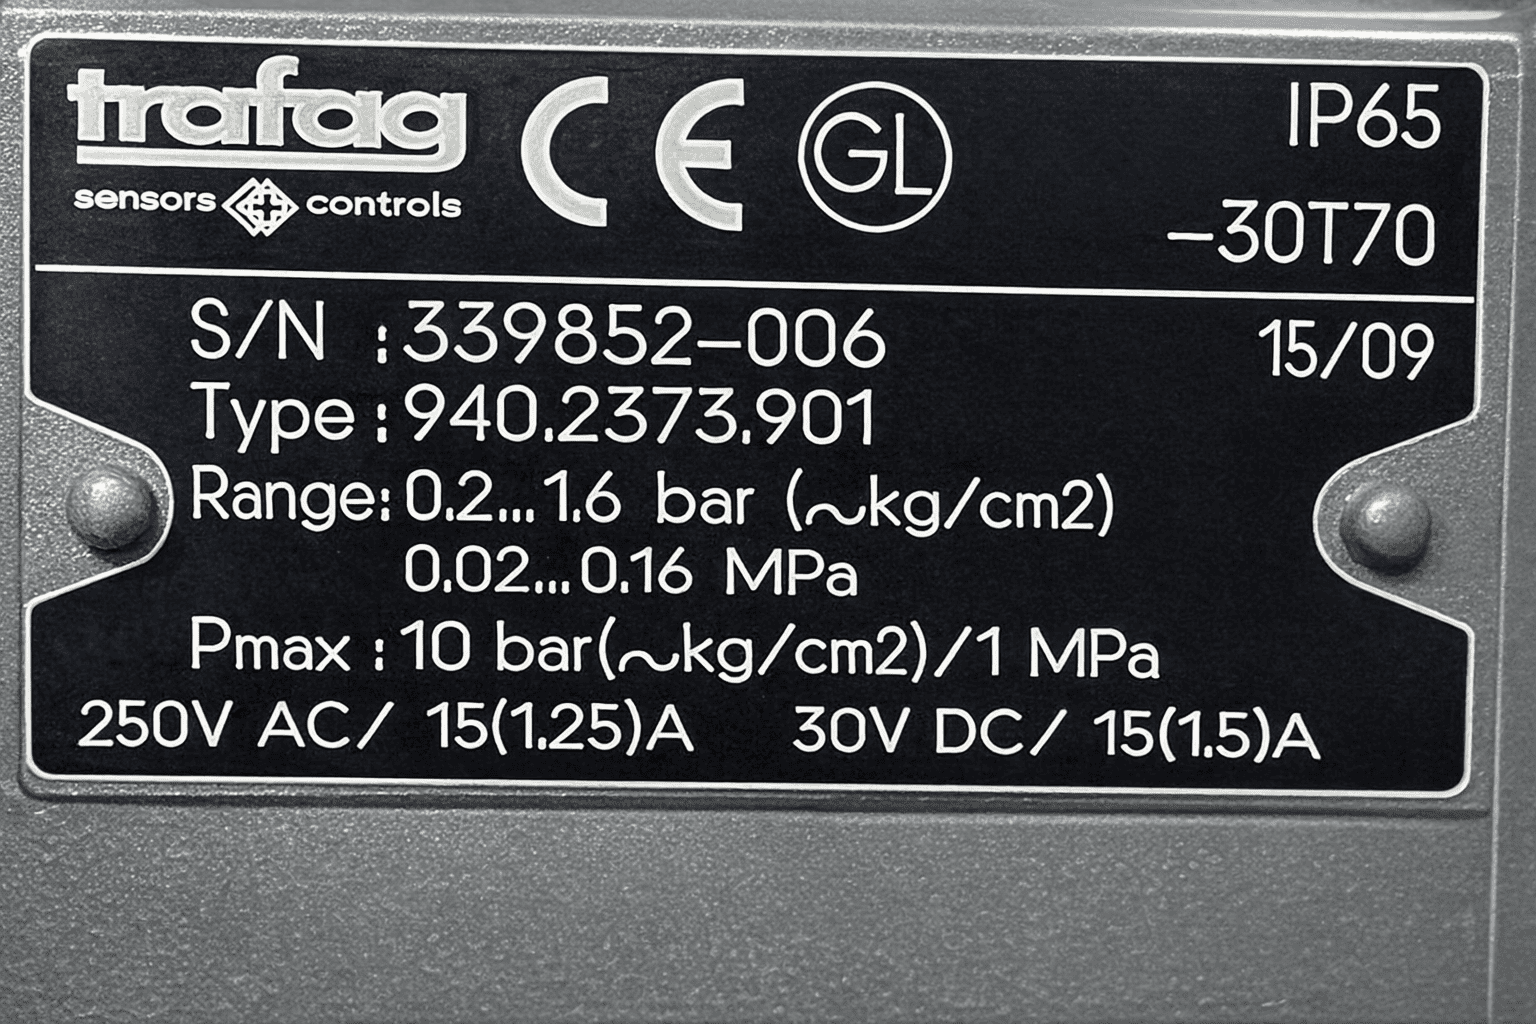 trafag CE GL IP65
sensors controls -30T70
S/N :339852-006 15/09
Type :940.2373.901
Range:0.2...1.6 bar (~kg/cm2)
0.02...0.16 MPa
Pmax :10 bar(~kg/cm2)/1 MPa
250V AC/ 15(1.25)A 30V DC/ 15(1.5)A